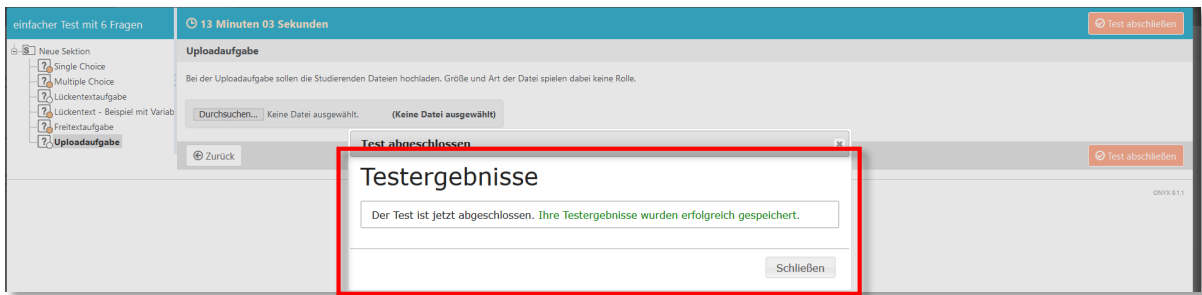 einfacher Test mit 6 Fragen
13 Minuten 03 Sekunden
Test abschließen
Neue Sektion
Single Choice
Multiple Choice
Lückentextaufgabe
Lückentext - Beispiel mit Variab
Freitextaufgabe
Uploadaufgabe
Uploadaufgabe
Bei der Uploadaufgabe sollen die Studierenden Dateien hochladen. Größe und Art der Datei spielen dabei keine Rolle.
Durchsuchen... Keine Datei ausgewählt. (Keine Datei ausgewählt)
Zurück
Test abschließen
Test abgeschlossen
Testergebnisse
Der Test ist jetzt abgeschlossen. Ihre Testergebnisse wurden erfolgreich gespeichert.
Schließen
ONYX 9.1.1